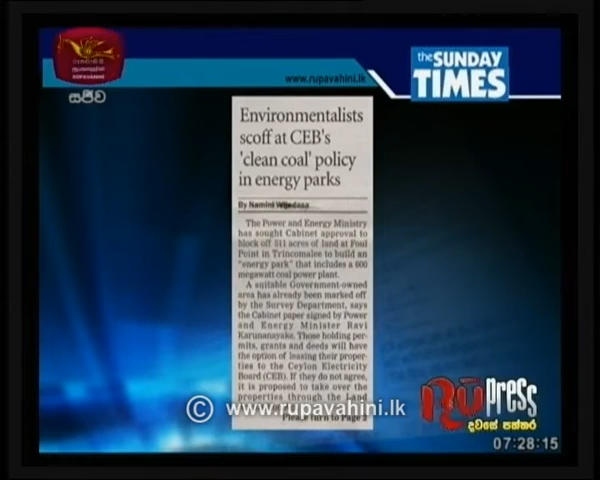 RUPAVAHINI
සජීව
www.rupavahini.lk
the SUNDAY
TIMES
Environmentalists
scoff at CEB's
'clean coal' policy
in energy parks
By Namini Wijedasa
The Power and Energy Ministry
has sought Cabinet approval to
block off 511 acres of land at Foul
Point in Trincomalee to build an
"energy park" that includes a 600
megawatt coal power plant.
A suitable Government-owned
area has already been marked off
by the Survey Department, says
the Cabinet paper signed by Power
and Energy Minister Ravi
Karunanayake. Those holding per-
mits, grants and deeds will have
the option of leasing their proper-
ties to the Ceylon Electricity
Board (CEB). If they do not agree,
it is proposed to take over the
properties through the Land
© www.rupavahini.lk
Please turn to Page 2
Rū Press
දවසේ පත්තර
07:28:15